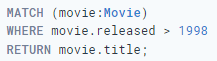 MATCH (movie:Movie)
WHERE movie.released > 1998
RETURN movie.title;